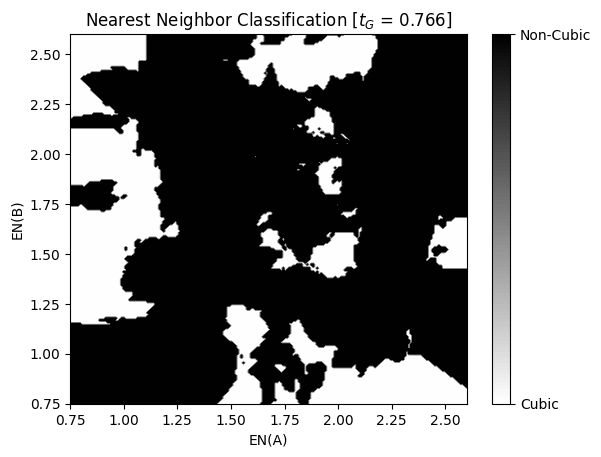 Nearest Neighbor Classification [$t_G$ = 0.766]
Non-Cubic
2.50
2.25
2.00
1.75
1.50
1.25
1.00
0.75
EN(B)
0.75 1.00 1.25 1.50 1.75 2.00 2.25 2.50
EN(A)
Cubic